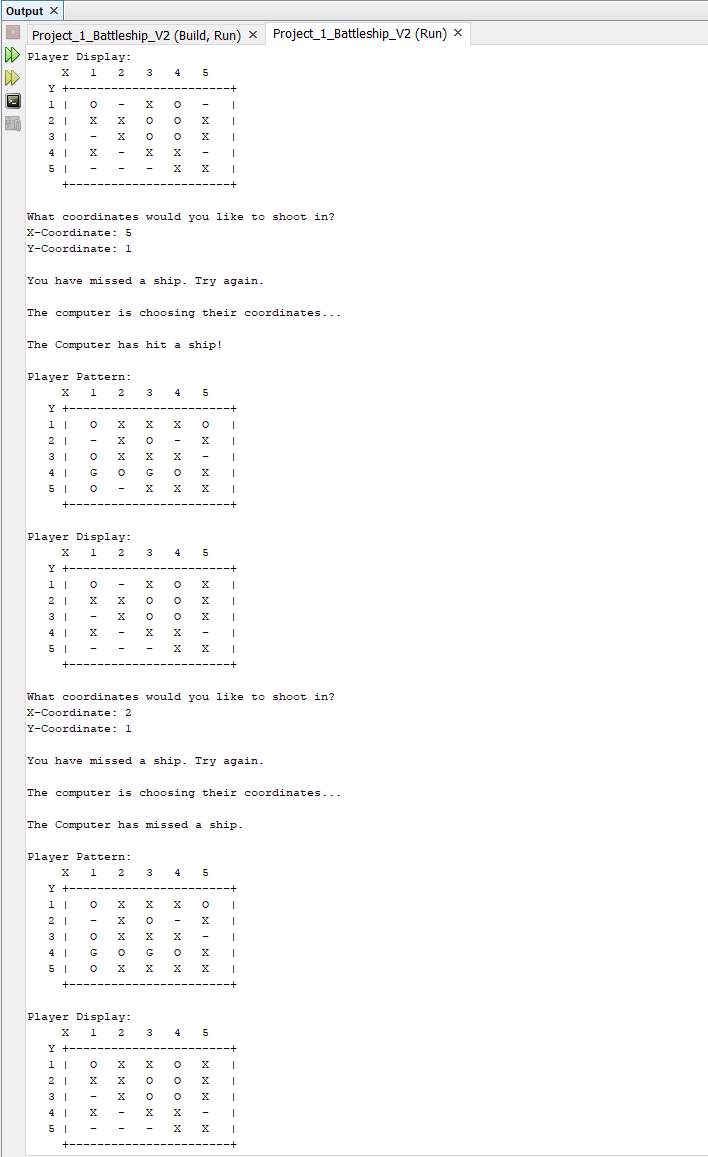 Output
Project_1_Battleship_V2 (Build, Run) Project_1_Battleship_V2 (Run)
Player Display:
     X   1   2   3   4   5
   Y +-----------------------+
   1 |   O   -   X   O   -   |
   2 |   X   X   O   O   X   |
   3 |   -   X   O   O   X   |
   4 |   X   -   X   X   -   |
   5 |   -   -   -   X   X   |
     +-----------------------+
What coordinates would you like to shoot in?
X-Coordinate: 5
Y-Coordinate: 1
You have missed a ship. Try again.
The computer is choosing their coordinates...
The Computer has hit a ship!
Player Pattern:
     X   1   2   3   4   5
   Y +-----------------------+
   1 |   O   X   X   X   O   |
   2 |   -   X   O   -   X   |
   3 |   O   X   X   X   -   |
   4 |   G   O   G   O   X   |
   5 |   O   -   X   X   X   |
     +-----------------------+
Player Display:
     X   1   2   3   4   5
   Y +-----------------------+
   1 |   O   -   X   O   X   |
   2 |   X   X   O   O   X   |
   3 |   -   X   O   O   X   |
   4 |   X   -   X   X   -   |
   5 |   -   -   -   X   X   |
     +-----------------------+
What coordinates would you like to shoot in?
X-Coordinate: 2
Y-Coordinate: 1
You have missed a ship. Try again.
The computer is choosing their coordinates...
The Computer has missed a ship.
Player Pattern:
     X   1   2   3   4   5
   Y +-----------------------+
   1 |   O   X   X   X   O   |
   2 |   -   X   O   -   X   |
   3 |   O   X   X   X   -   |
   4 |   G   O   G   O   X   |
   5 |   O   X   X   X   X   |
     +-----------------------+
Player Display:
     X   1   2   3   4   5
   Y +-----------------------+
   1 |   O   X   X   O   X   |
   2 |   X   X   O   O   X   |
   3 |   -   X   O   O   X   |
   4 |   X   -   X   X   -   |
   5 |   -   -   -   X   X   |
     +-----------------------+